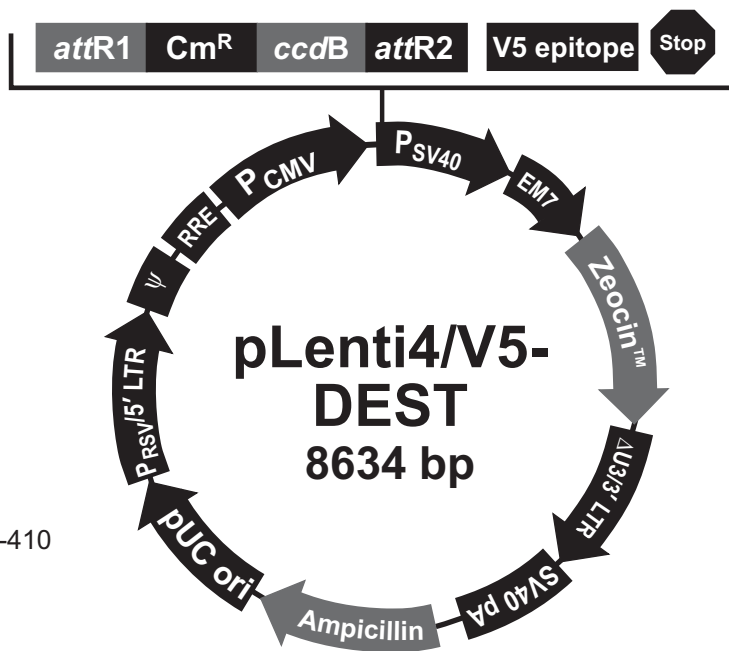 attR1 CmR ccdB attR2 V5 epitope Stop
PSV40
EM7
Zeocin™
ΔU3/3′ LTR
SV40 pA
Ampicillin
pUC ori
PRSV/5′ LTR
ψ
RRE
PCMV
pLenti4/V5-
DEST
8634 bp
-410